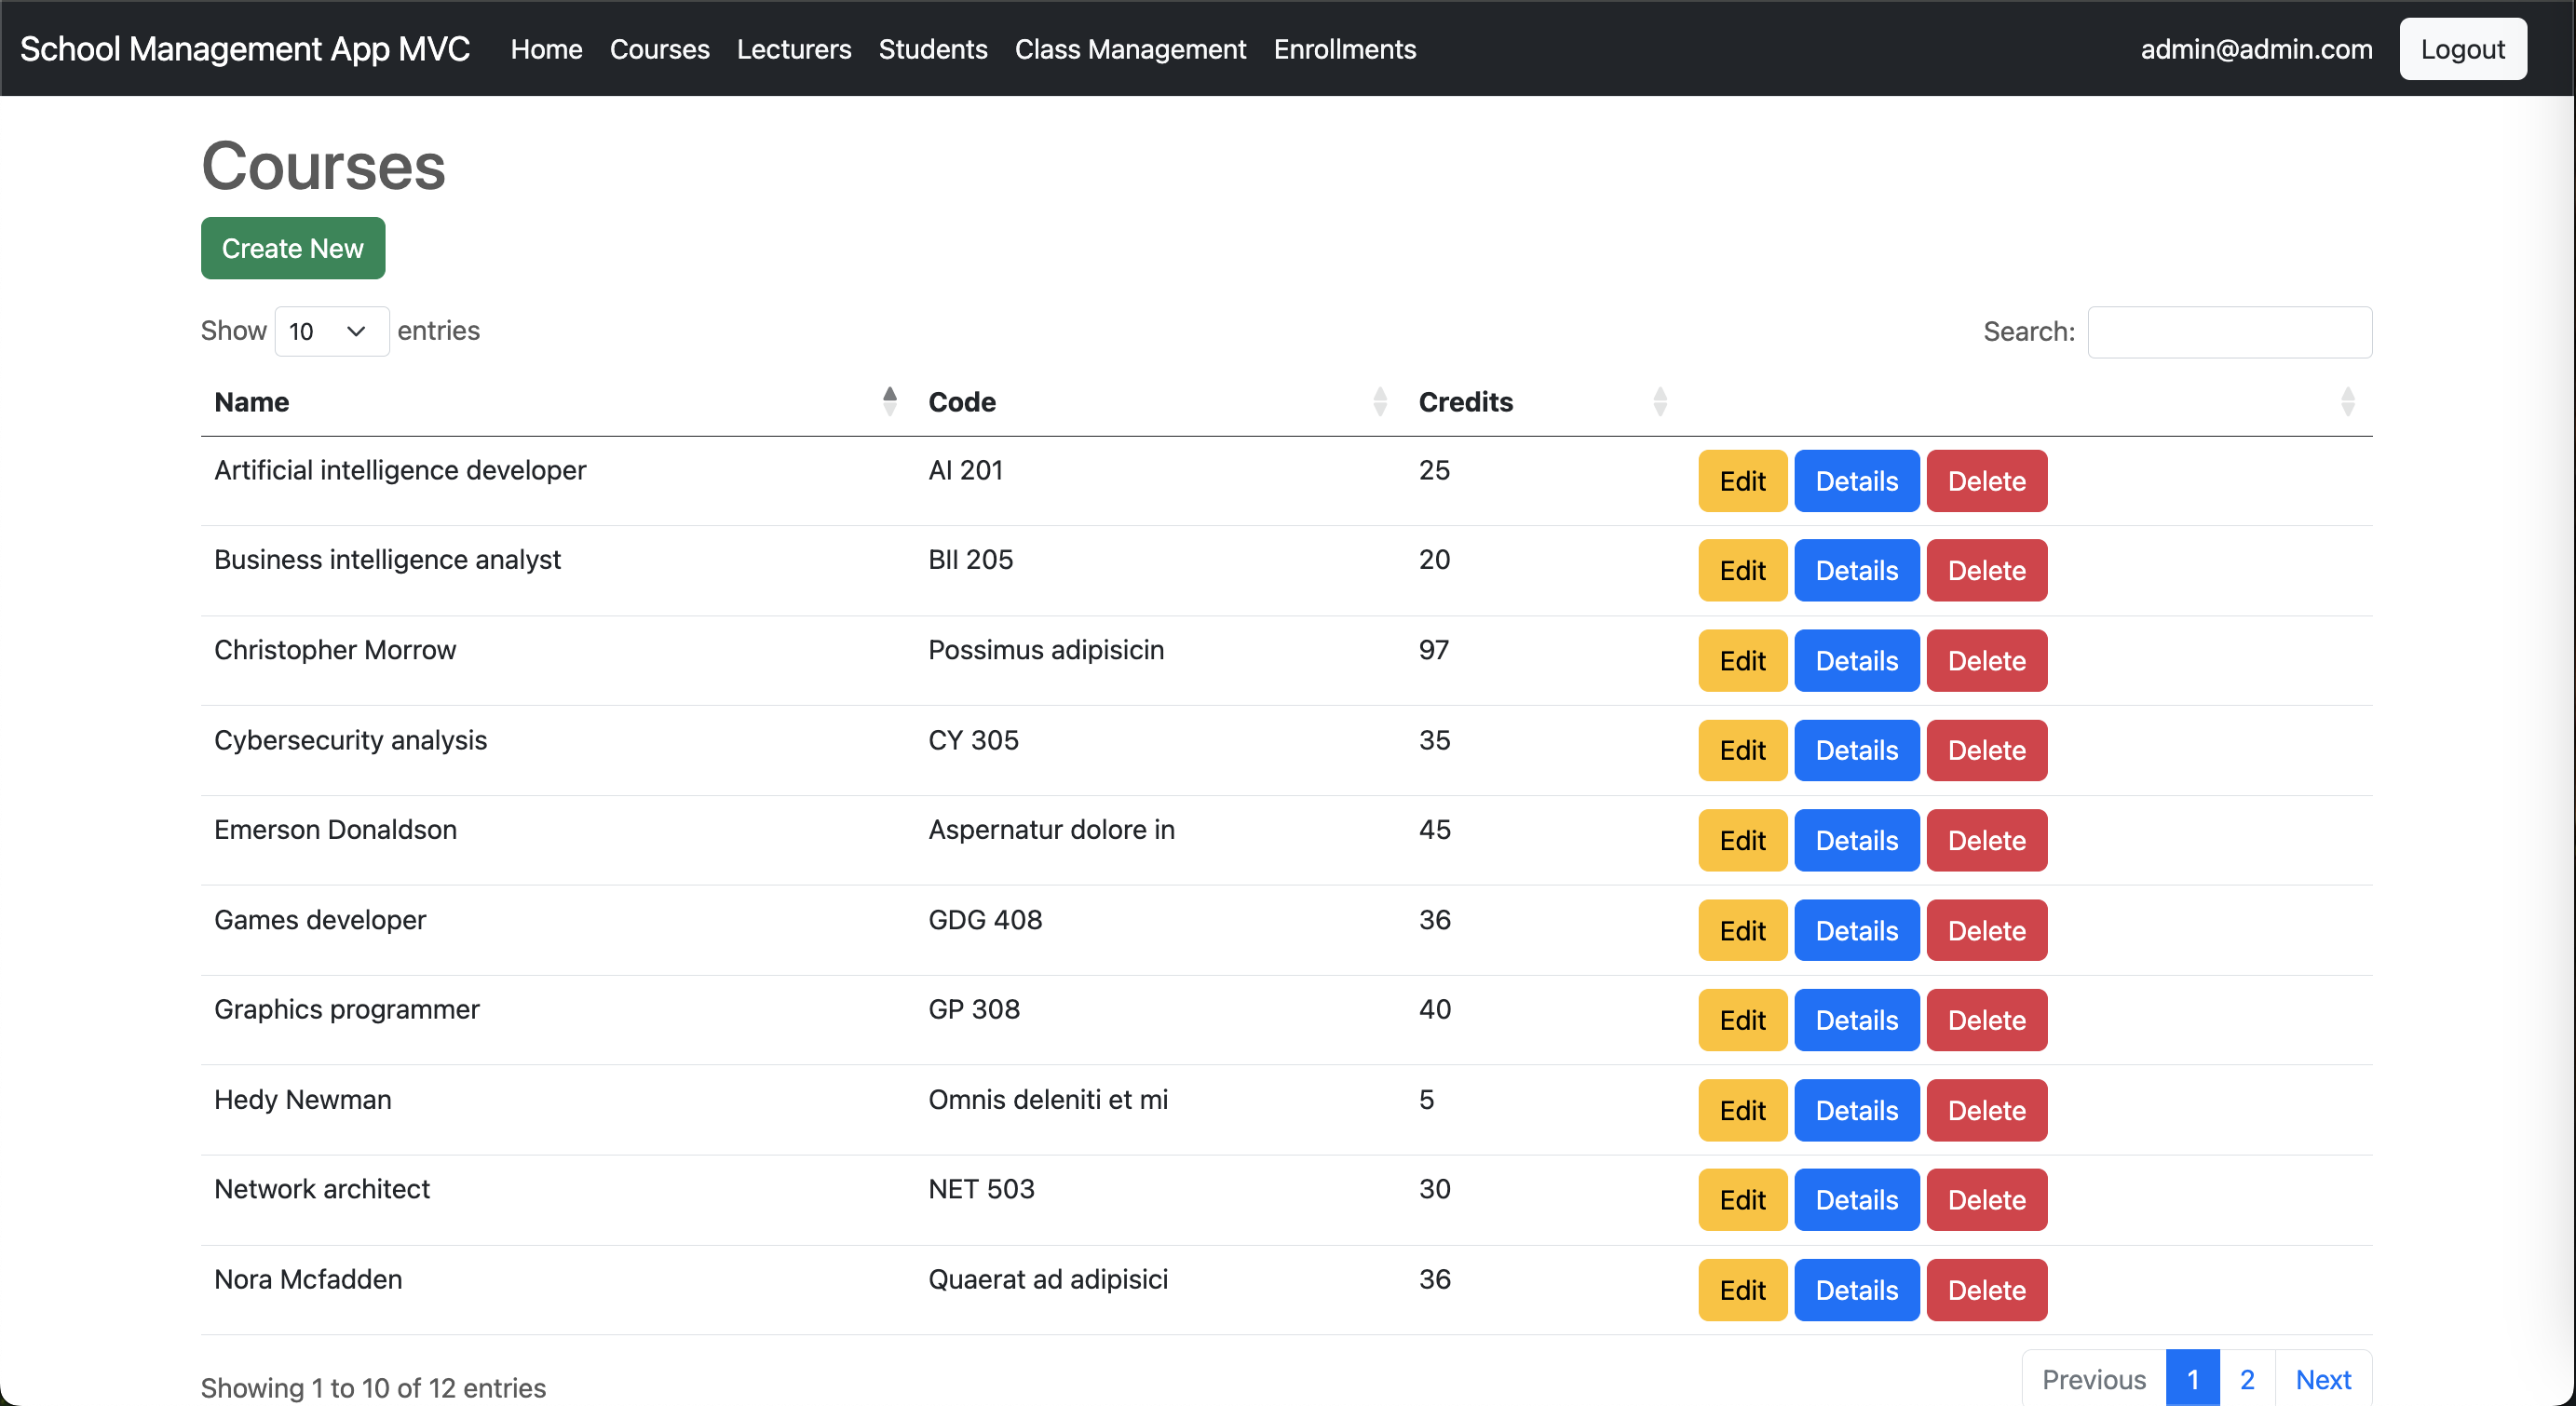 School Management App MVC Home Courses Lecturers Students Class Management Enrollments admin@admin.com Logout
Courses
Create New
Show 10 entries Search:
Name Code Credits
Artificial intelligence developer AI 201 25 Edit Details Delete
Business intelligence analyst BII 205 20 Edit Details Delete
Christopher Morrow Possimus adipisicin 97 Edit Details Delete
Cybersecurity analysis CY 305 35 Edit Details Delete
Emerson Donaldson Aspernatur dolore in 45 Edit Details Delete
Games developer GDG 408 36 Edit Details Delete
Graphics programmer GP 308 40 Edit Details Delete
Hedy Newman Omnis deleniti et mi 5 Edit Details Delete
Network architect NET 503 30 Edit Details Delete
Nora Mcfadden Quaerat ad adipisici 36 Edit Details Delete
Showing 1 to 10 of 12 entries Previous 1 2 Next